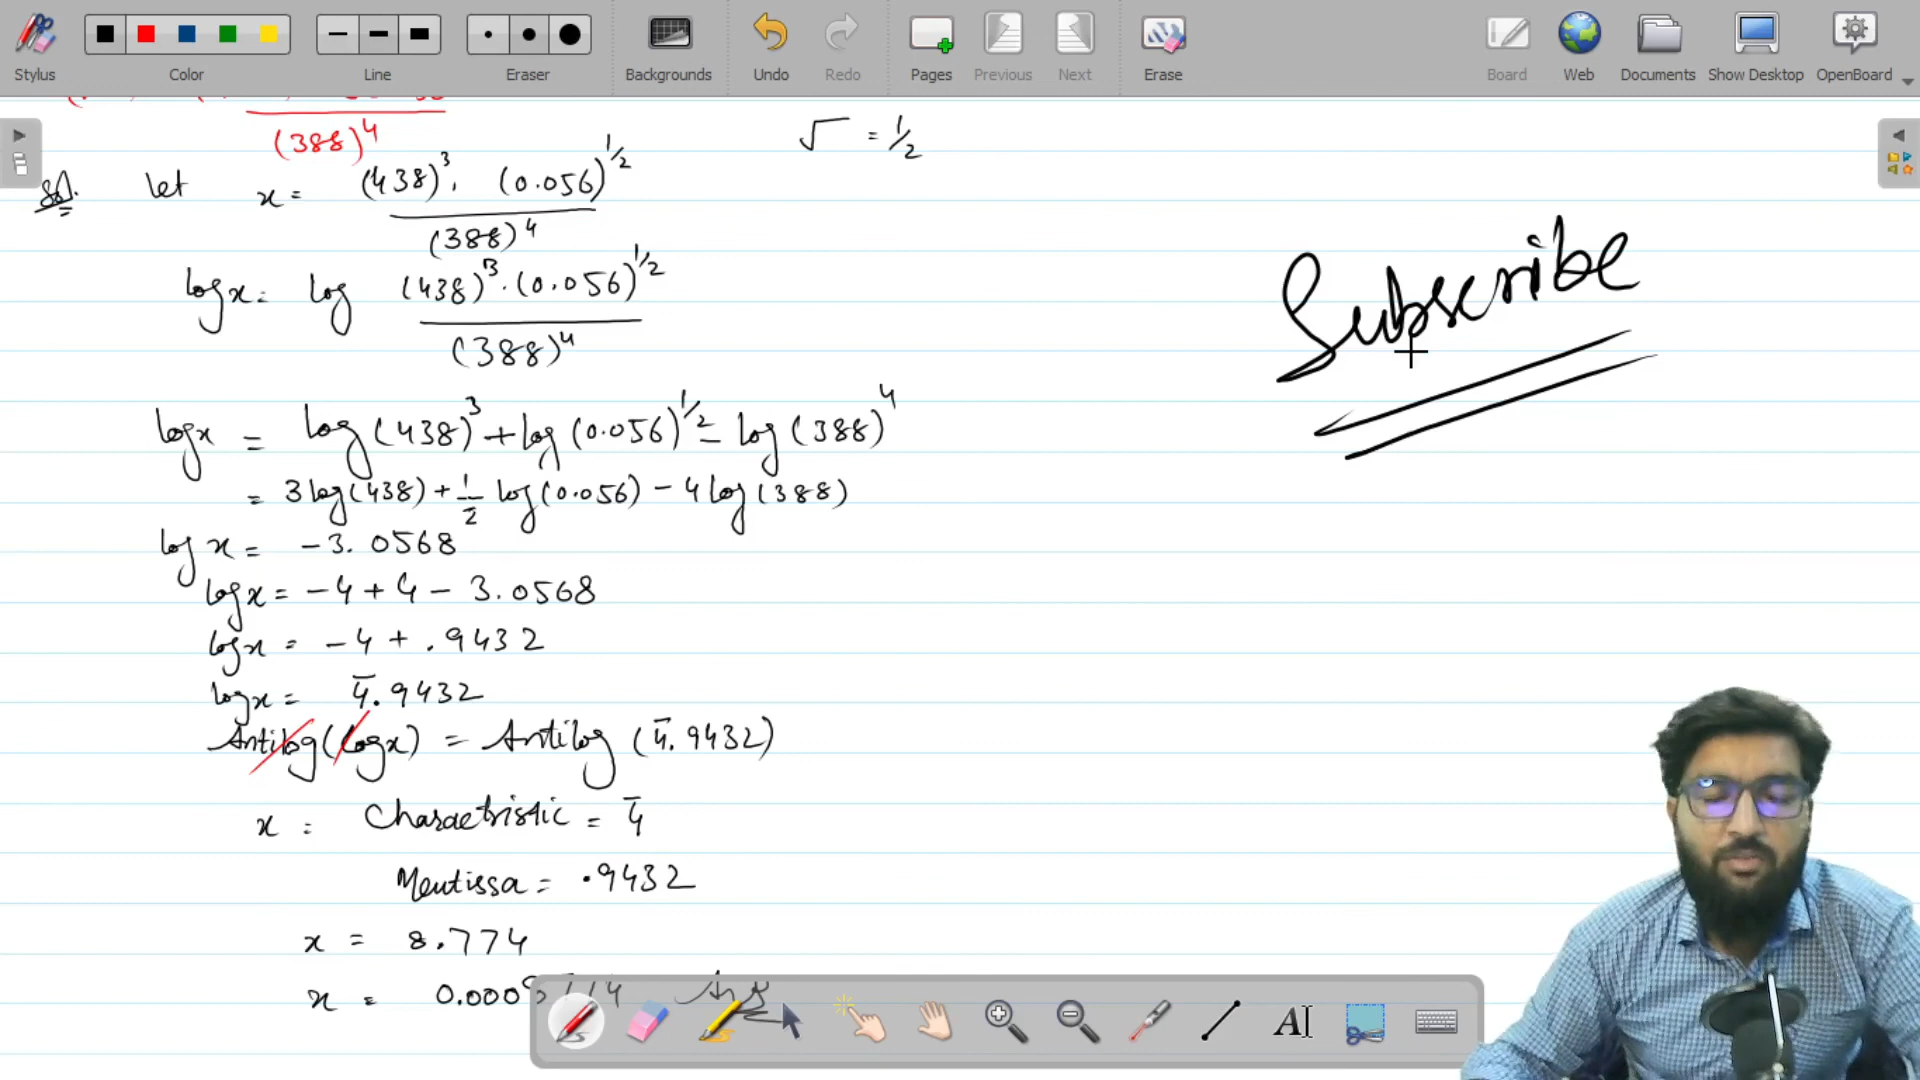 Stylus
Color
Line
Eraser
Backgrounds
Undo
Redo
Pages
Previous
Next
Erase
Board
Web
Documents
Show Desktop
OpenBoard
(388)^4
√ = 1/2
Sol. let x = (438)^3 . (0.056)^1/2
(388)^4
log x = log (438)^3 . (0.056)^1/2
(388)^4
Subscribe
log x = log (438)^3 + log (0.056)^1/2 - log (388)^4
= 3 log (438) + 1/2 log (0.056) - 4 log (388)
log x = -3.0568
log x = -4 + 4 - 3.0568
log x = -4 + .9432
log x = 4̅.9432
Antilog (log x) = Antilog (4̅.9432)
x = Charactristic = 4̅
Mentissa = .9432
x = 8.774
x = 0.000
AI